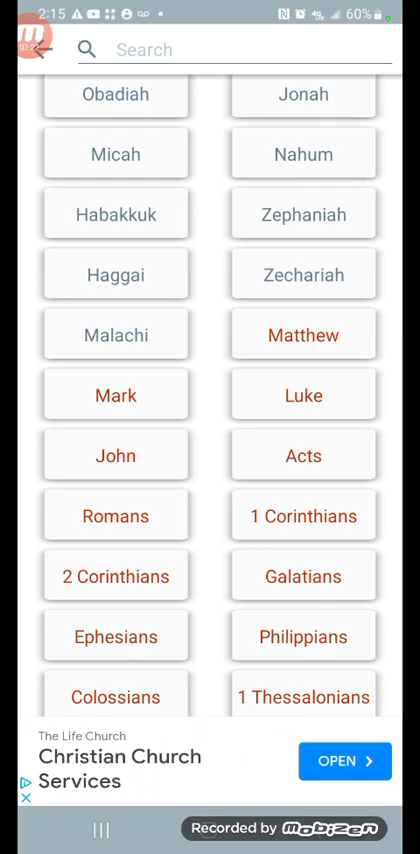 2:15 60%
07:22
Search
Obadiah Jonah
Micah Nahum
Habakkuk Zephaniah
Haggai Zechariah
Malachi Matthew
Mark Luke
John Acts
Romans 1 Corinthians
2 Corinthians Galatians
Ephesians Philippians
Colossians 1 Thessalonians
The Life Church
Christian Church
Services
OPEN
Recorded by mobizen